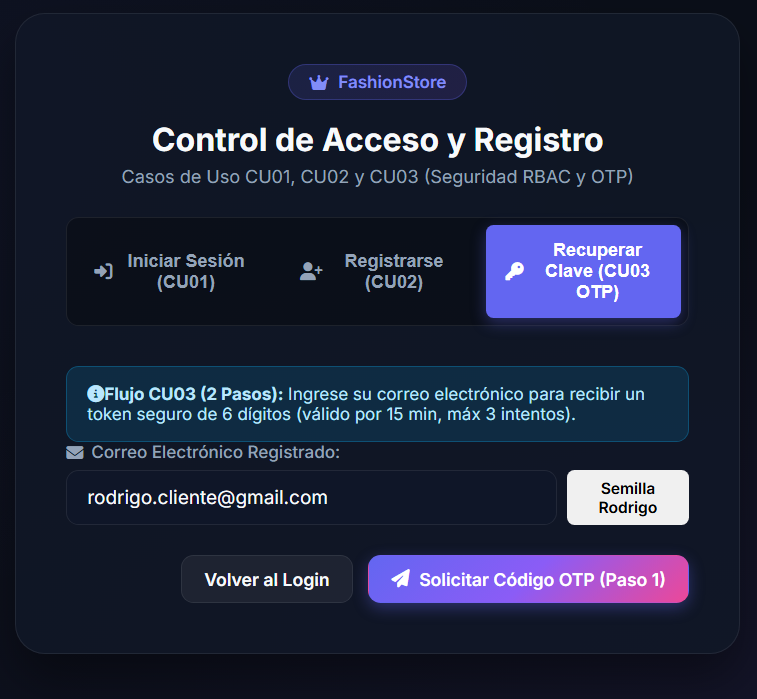 FashionStore
Control de Acceso y Registro
Casos de Uso CU01, CU02 y CU03 (Seguridad RBAC y OTP)
Iniciar Sesión
(CU01)
Registrarse
(CU02)
Recuperar
Clave (CU03
OTP)
Flujo CU03 (2 Pasos): Ingrese su correo electrónico para recibir un
token seguro de 6 dígitos (válido por 15 min, máx 3 intentos).
Correo Electrónico Registrado:
rodrigo.cliente@gmail.com
Semilla
Rodrigo
Volver al Login
Solicitar Código OTP (Paso 1)